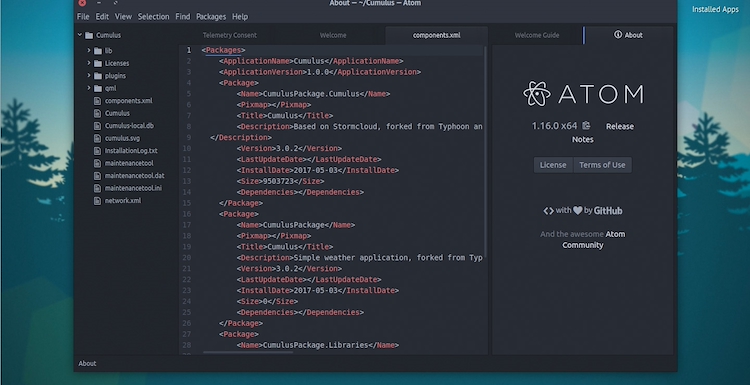 About — ~/Cumulus — Atom
Installed Apps
File Edit View Selection Find Packages Help
Cumulus
lib
Licenses
plugins
qml
components.xml
Cumulus
Cumulus-local.db
cumulus.svg
InstallationLog.txt
maintenancetool
maintenancetool.dat
maintenancetool.ini
network.xml
Telemetry Consent Welcome components.xml
1 <Packages>
2 <ApplicationName>Cumulus</ApplicationName>
3 <ApplicationVersion>1.0.0</ApplicationVersion>
4 <Package>
5 <Name>CumulusPackage.Cumulus</Name>
6 <Pixmap></Pixmap>
7 <Title>Cumulus</Title>
8 <Description>Based on Stormcloud, forked from Typhoon an
9 </Description>
10 <Version>3.0.2</Version>
11 <LastUpdateDate></LastUpdateDate>
12 <InstallDate>2017-05-03</InstallDate>
13 <Size>9503723</Size>
14 <Dependencies></Dependencies>
15 </Package>
16 <Package>
17 <Name>CumulusPackage</Name>
18 <Pixmap></Pixmap>
19 <Title>Cumulus</Title>
20 <Description>Simple weather application, forked from Typ
21 <Version>3.0.2</Version>
22 <LastUpdateDate></LastUpdateDate>
23 <InstallDate>2017-05-03</InstallDate>
24 <Size>0</Size>
25 <Dependencies></Dependencies>
26 </Package>
27 <Package>
28 <Name>CumulusPackage.Libraries</Name>
Welcome Guide About
ATOM
1.16.0 x64 Release
Notes
License Terms of Use
with by GitHub
And the awesome Atom
Community
About